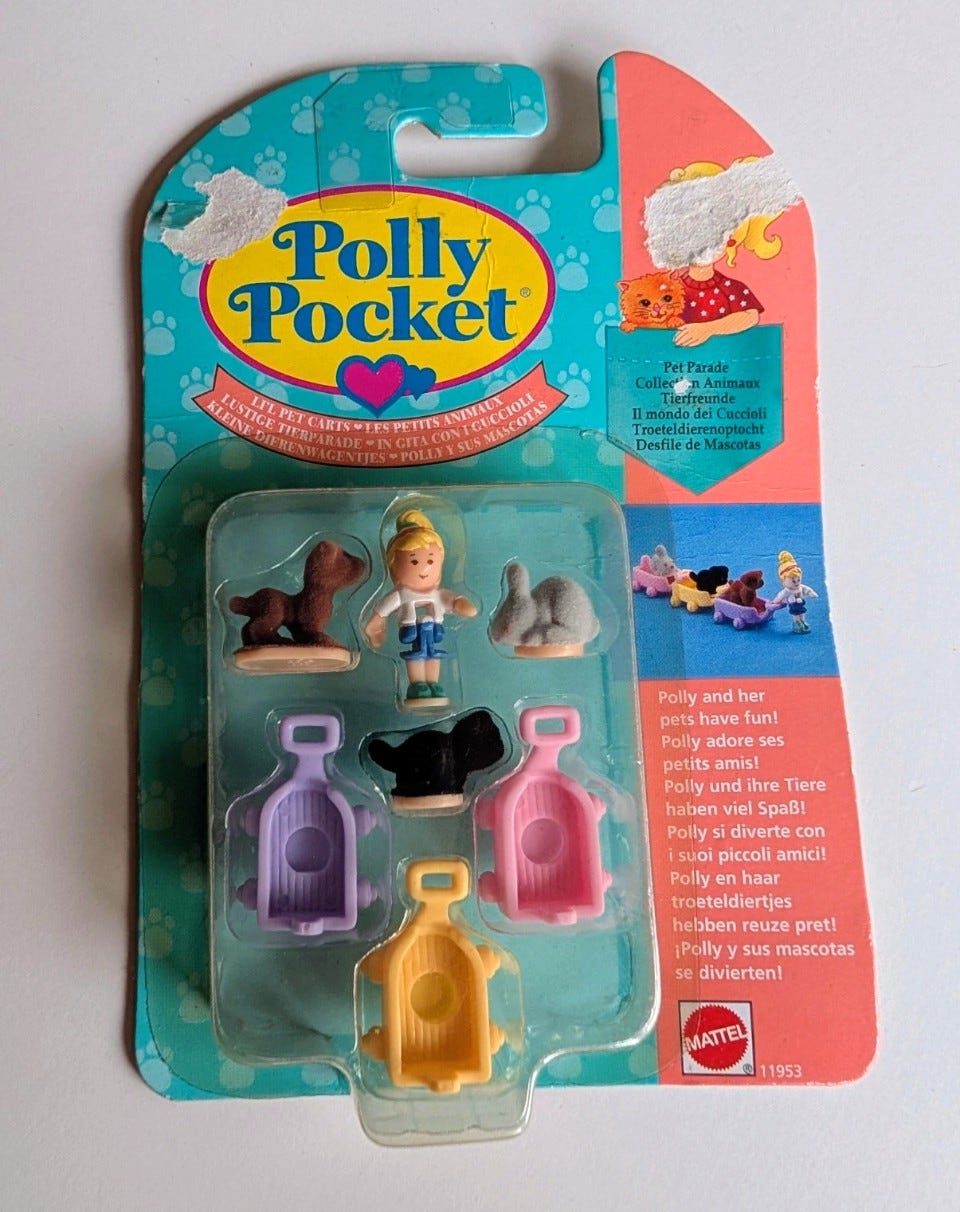 Polly
Pocket®
LI'L PET CARTS ♥ LES PETITS ANIMAUX
LUSTIGE TIERPARADE ♥ IN GITA CON I CUCCIOLI
KLEINE DIERENWAGENTJES ♥ POLLY Y SUS MASCOTAS
Pet Parade
Collection Animaux
Tierfreunde
Il mondo dei Cuccioli
Troeteldierenoptocht
Desfile de Mascotas
Polly and her
pets have fun!
Polly adore ses
petits amis!
Polly und ihre Tiere
haben viel Spaß!
Polly si diverte con
i suoi piccoli amici!
Polly en haar
troeteldiertjes
hebben reuze pret!
¡Polly y sus mascotas
se divierten!
MATTEL
® 11953